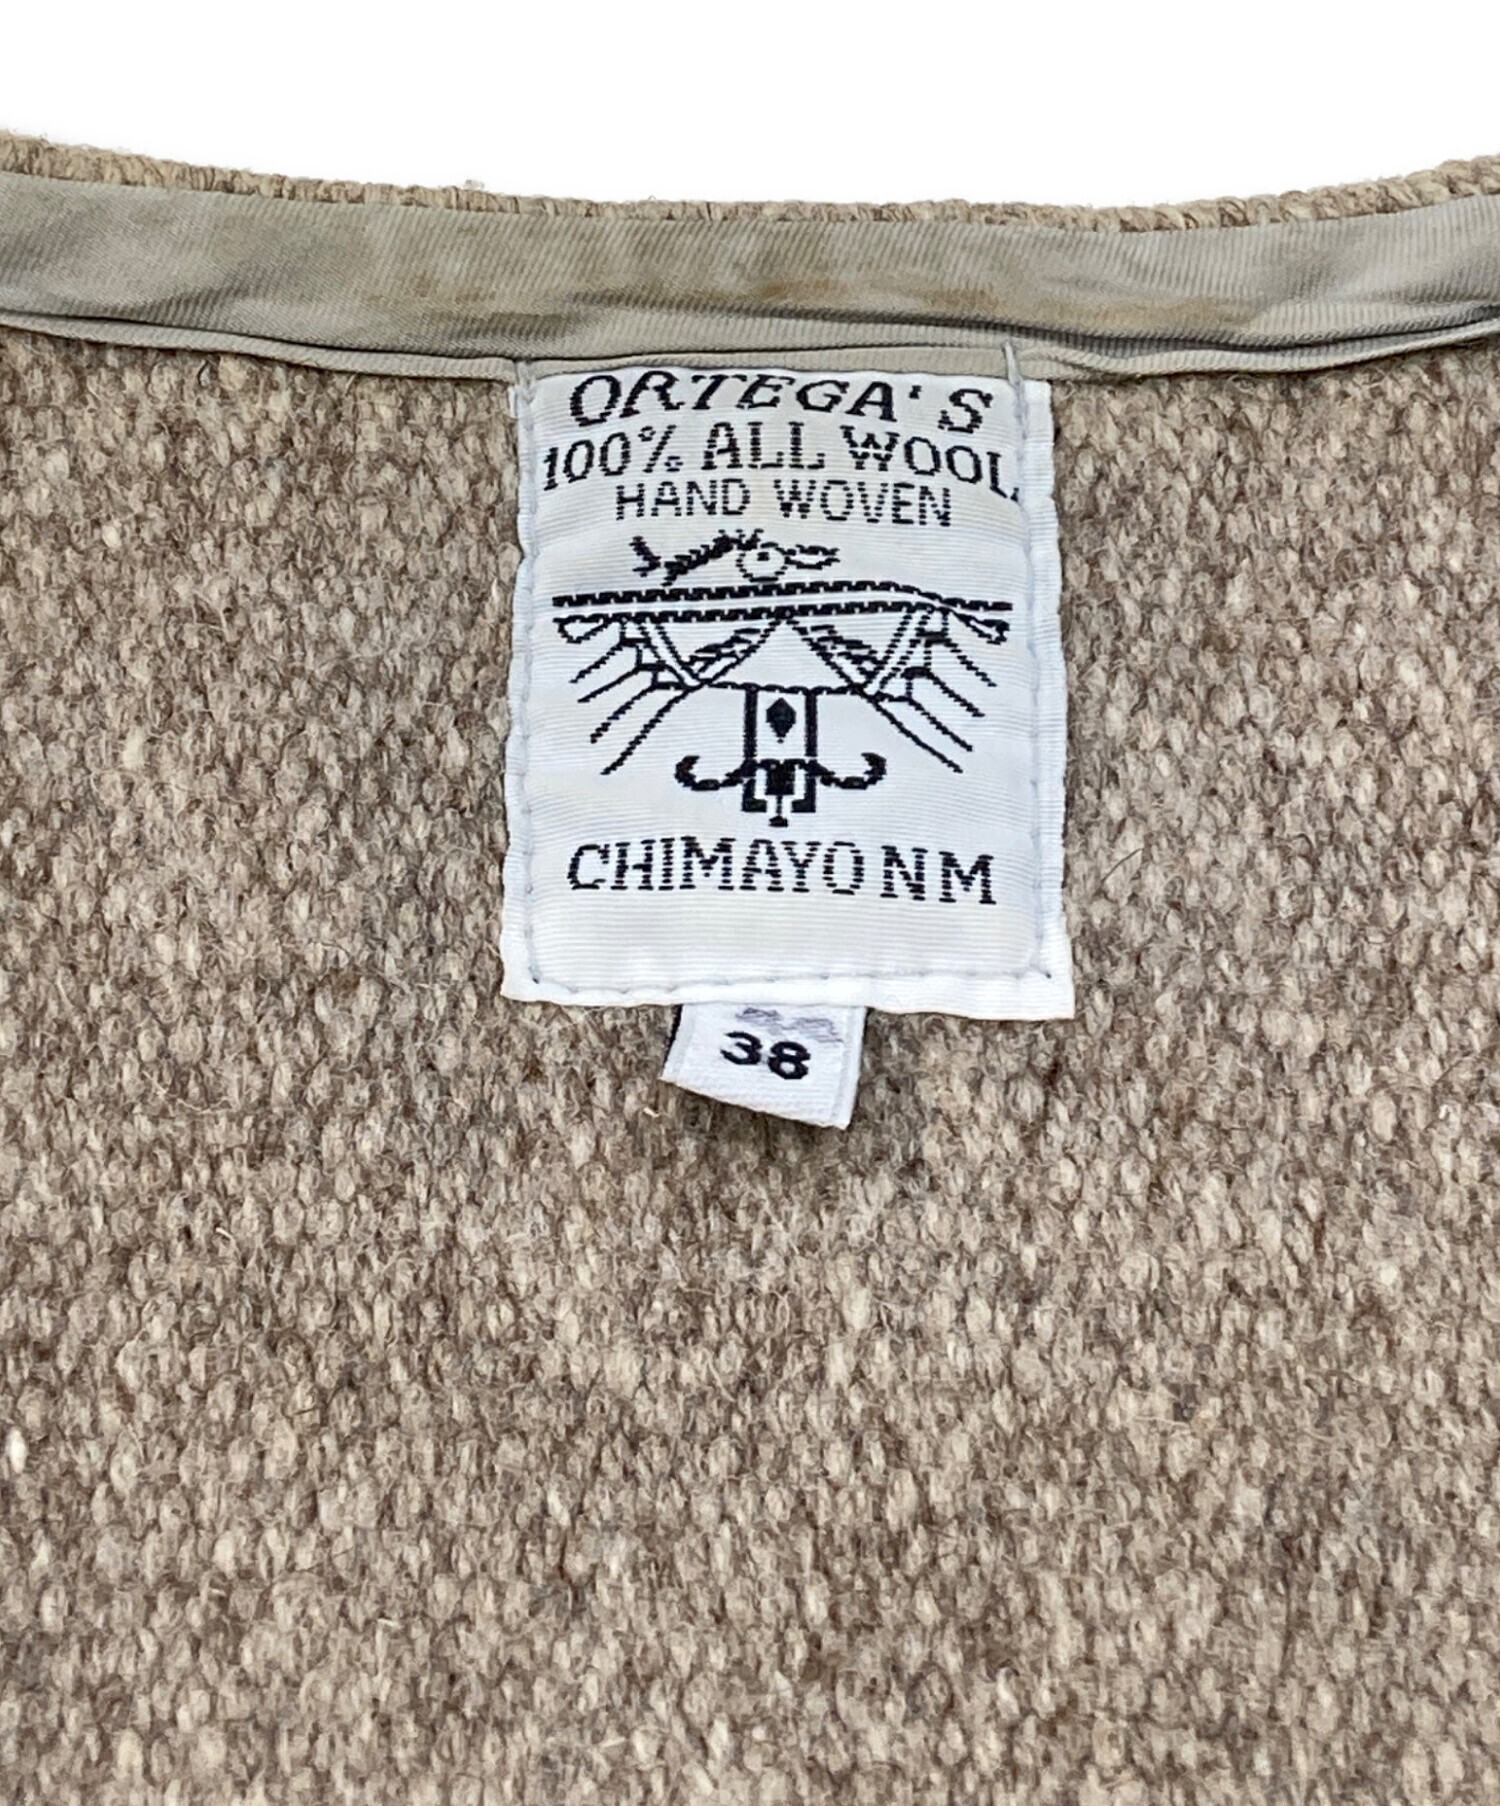 ORTEGA'S
100% ALL WOOL
HAND WOVEN
CHIMAYO NM
38